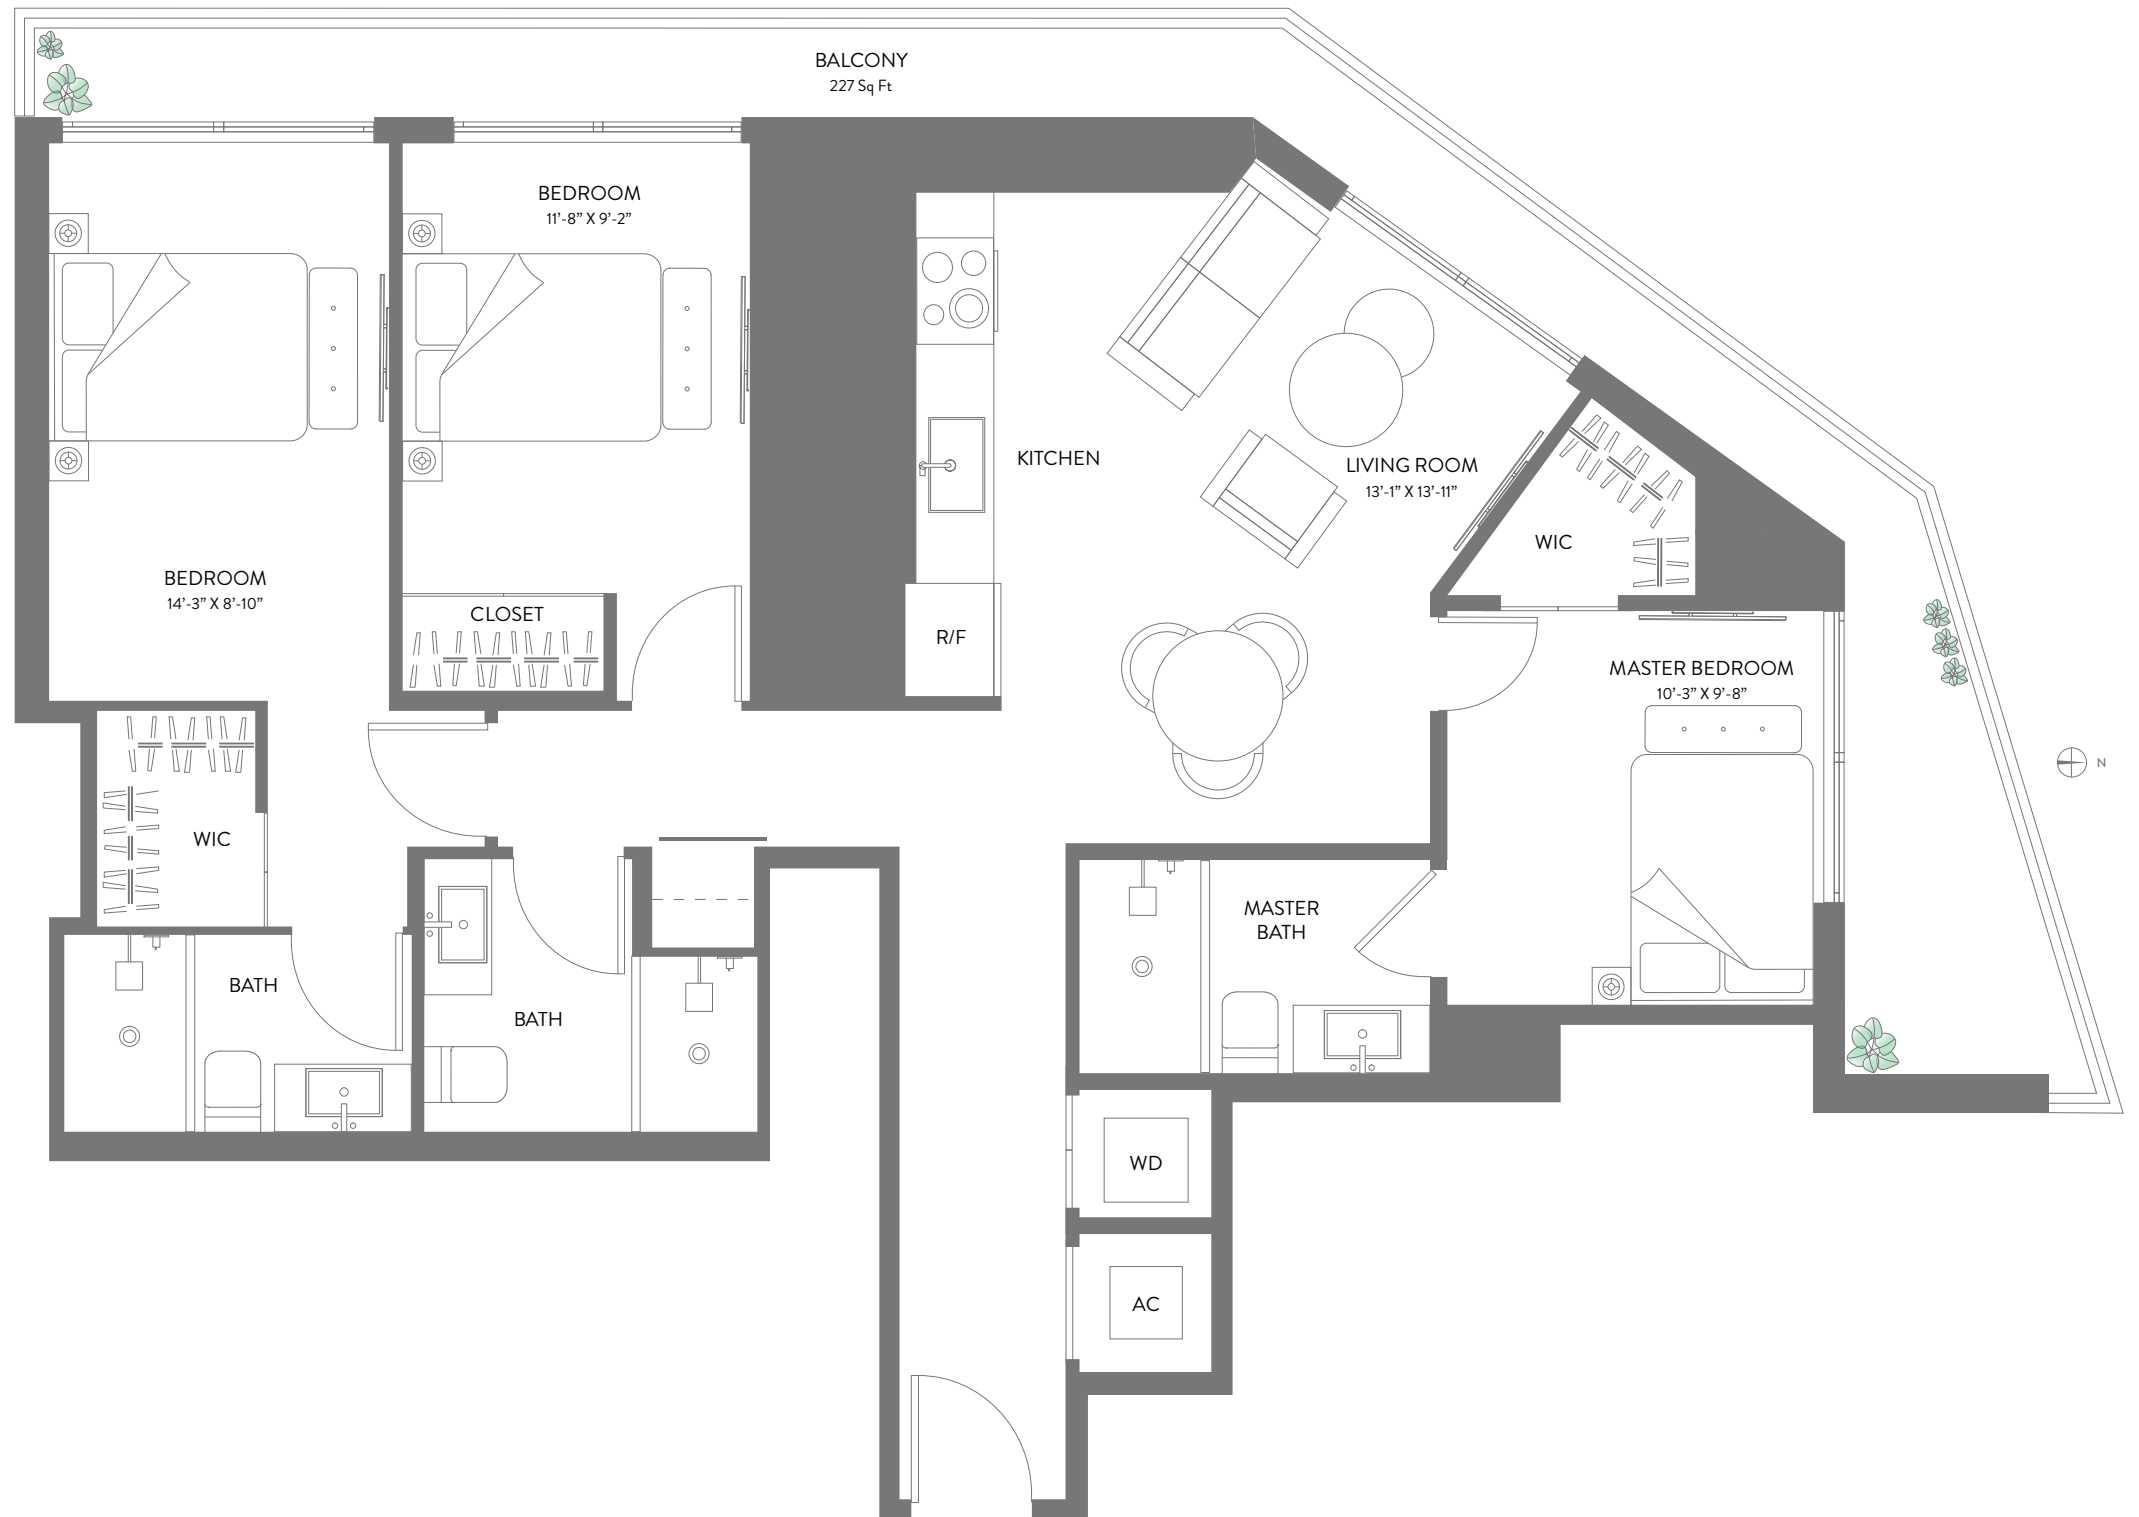 BALCONY
227 Sq Ft
BEDROOM
11’-8” X 9’-2”
KITCHEN
LIVING ROOM
13’-1” X 13’-11”
WIC
BEDROOM
14’-3” X 8’-10”
CLOSET
R/F
MASTER BEDROOM
10’-3” X 9’-8”
N
WIC
MASTER
BATH
BATH
BATH
WD
AC